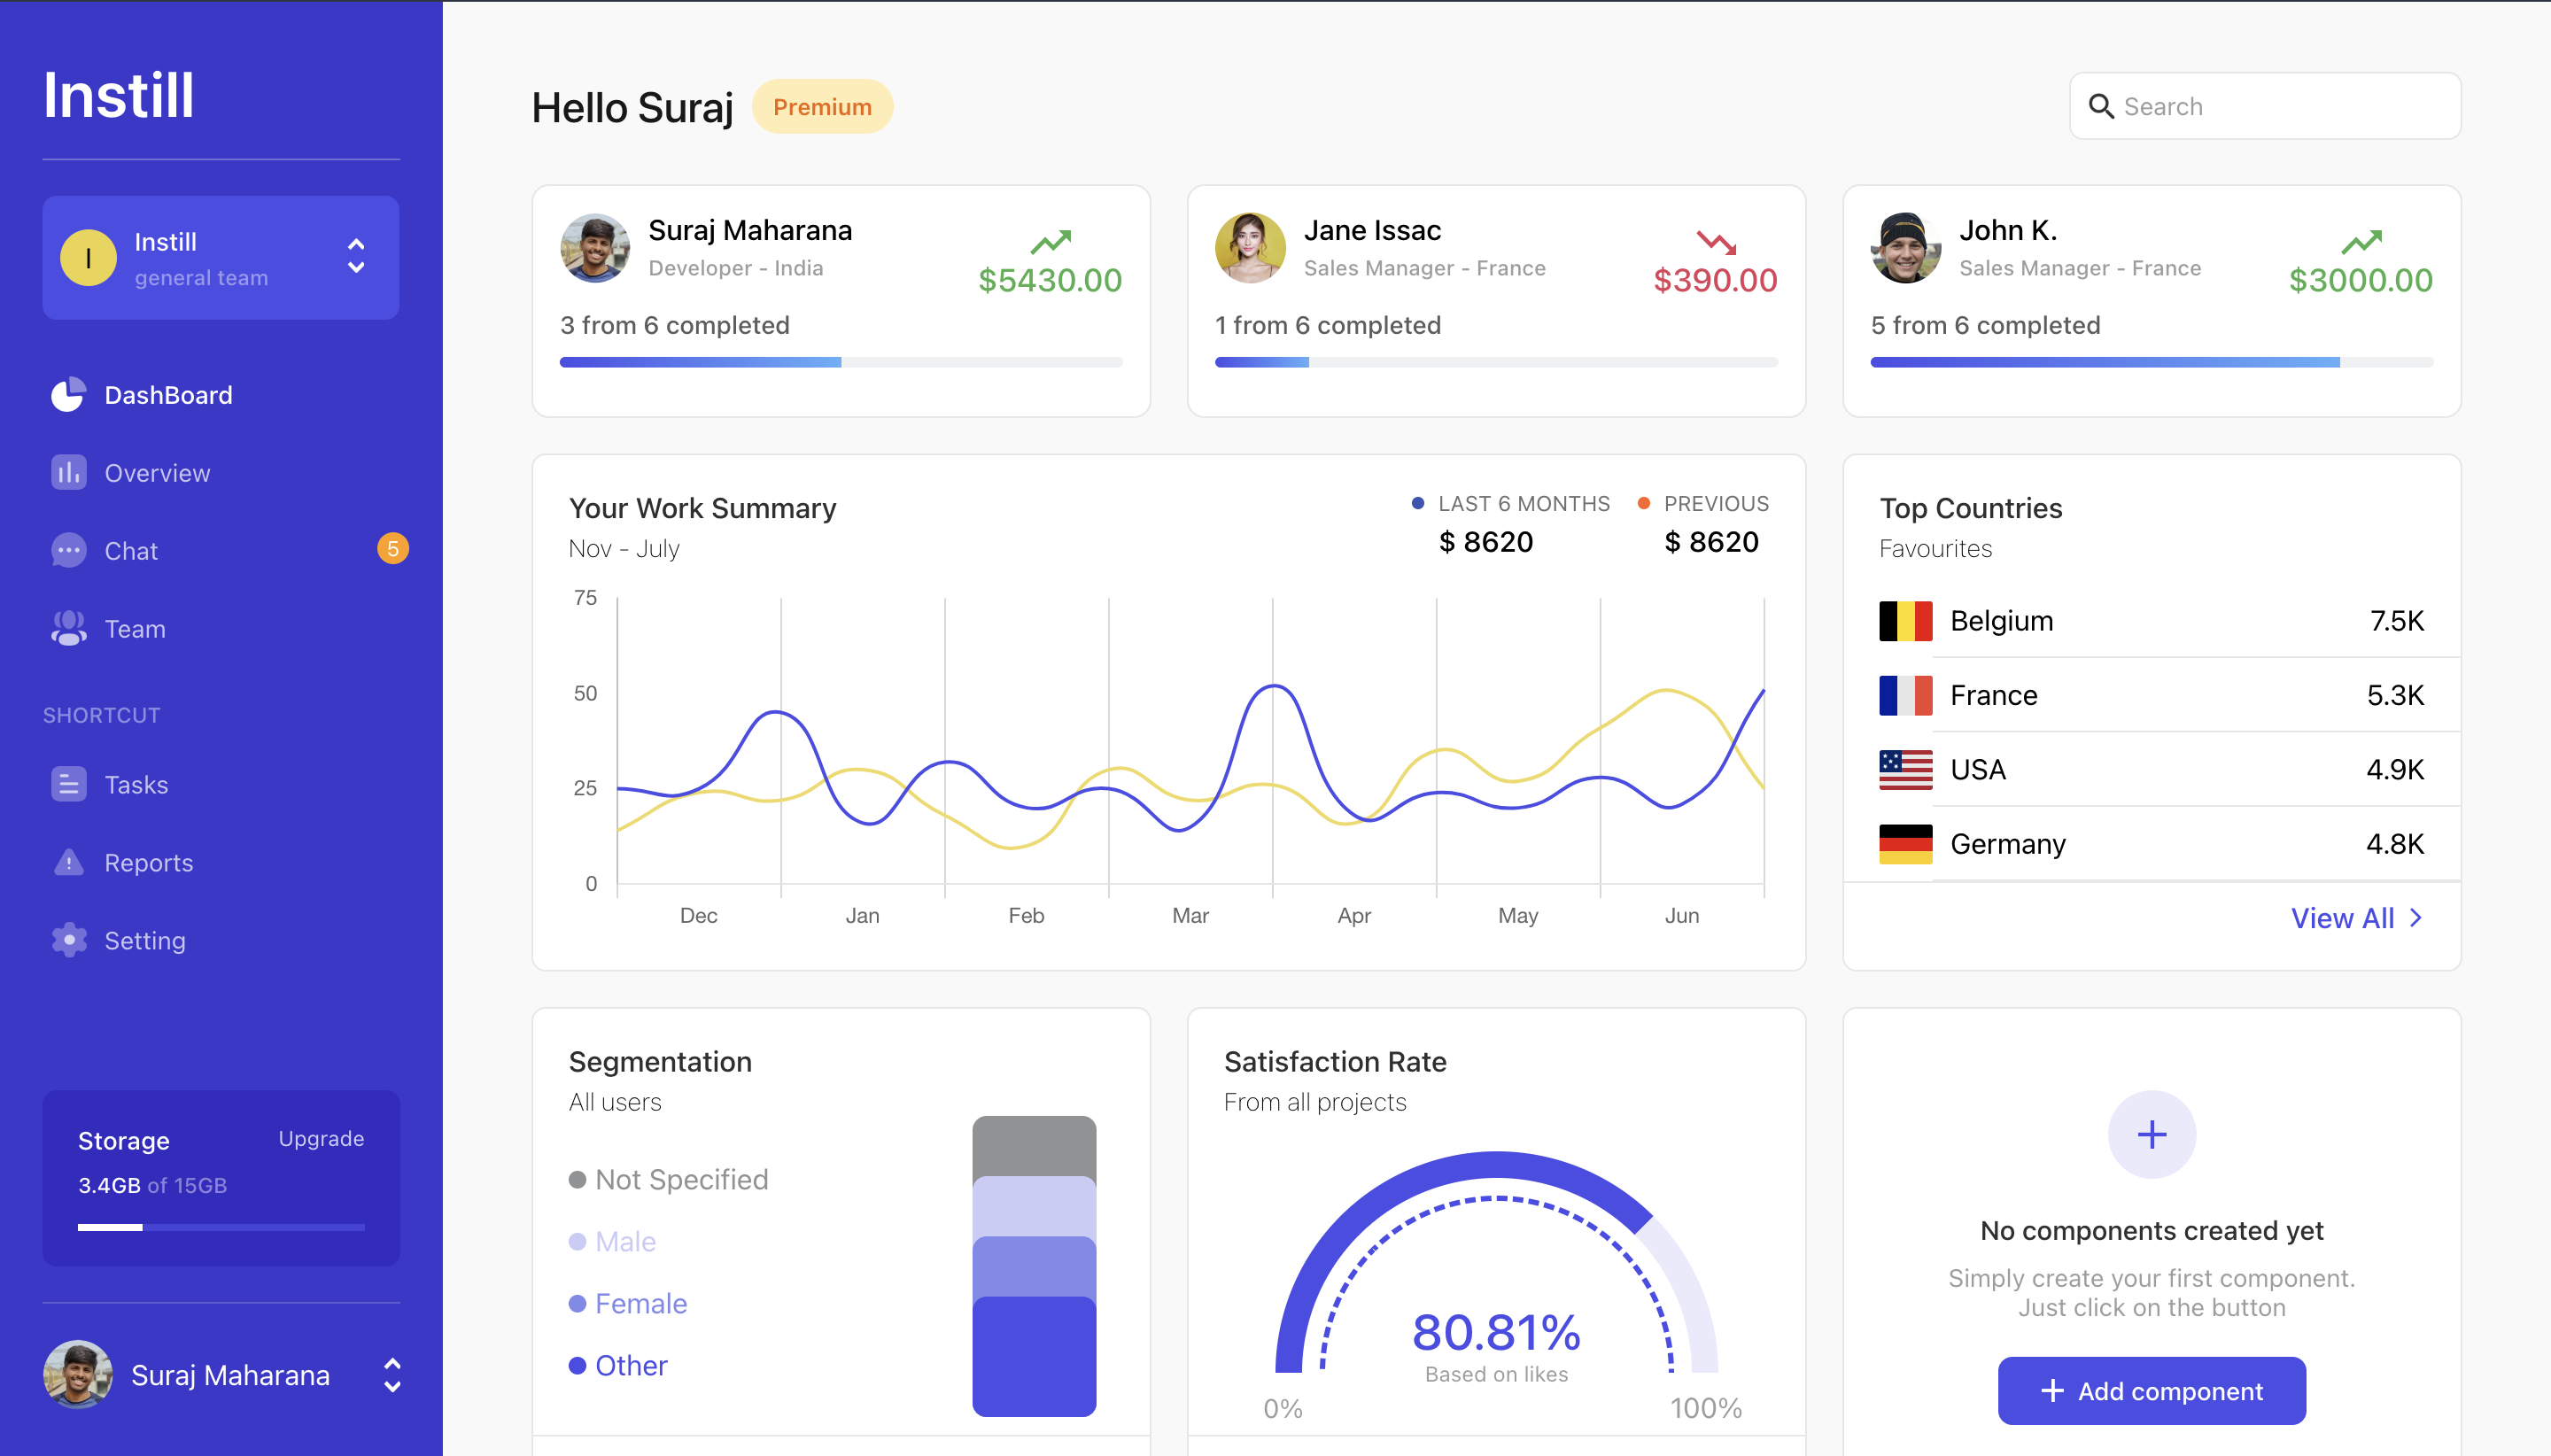 Instill
I
Instill
general team
DashBoard
Overview
Chat
5
Team
SHORTCUT
Tasks
Reports
Setting
Storage
Upgrade
3.4GB of 15GB
Suraj Maharana
Hello Suraj
Premium
Search
Suraj Maharana
Developer - India
$5430.00
3 from 6 completed
Jane Issac
Sales Manager - France
$390.00
1 from 6 completed
John K.
Sales Manager - France
$3000.00
5 from 6 completed
Your Work Summary
Nov - July
LAST 6 MONTHS
$ 8620
PREVIOUS
$ 8620
75
50
25
0
Dec
Jan
Feb
Mar
Apr
May
Jun
Top Countries
Favourites
Belgium 7.5K
France 5.3K
USA 4.9K
Germany 4.8K
View All
Segmentation
All users
Not Specified
Male
Female
Other
Satisfaction Rate
From all projects
80.81%
Based on likes
0%
100%
No components created yet
Simply create your first component.
Just click on the button
Add component